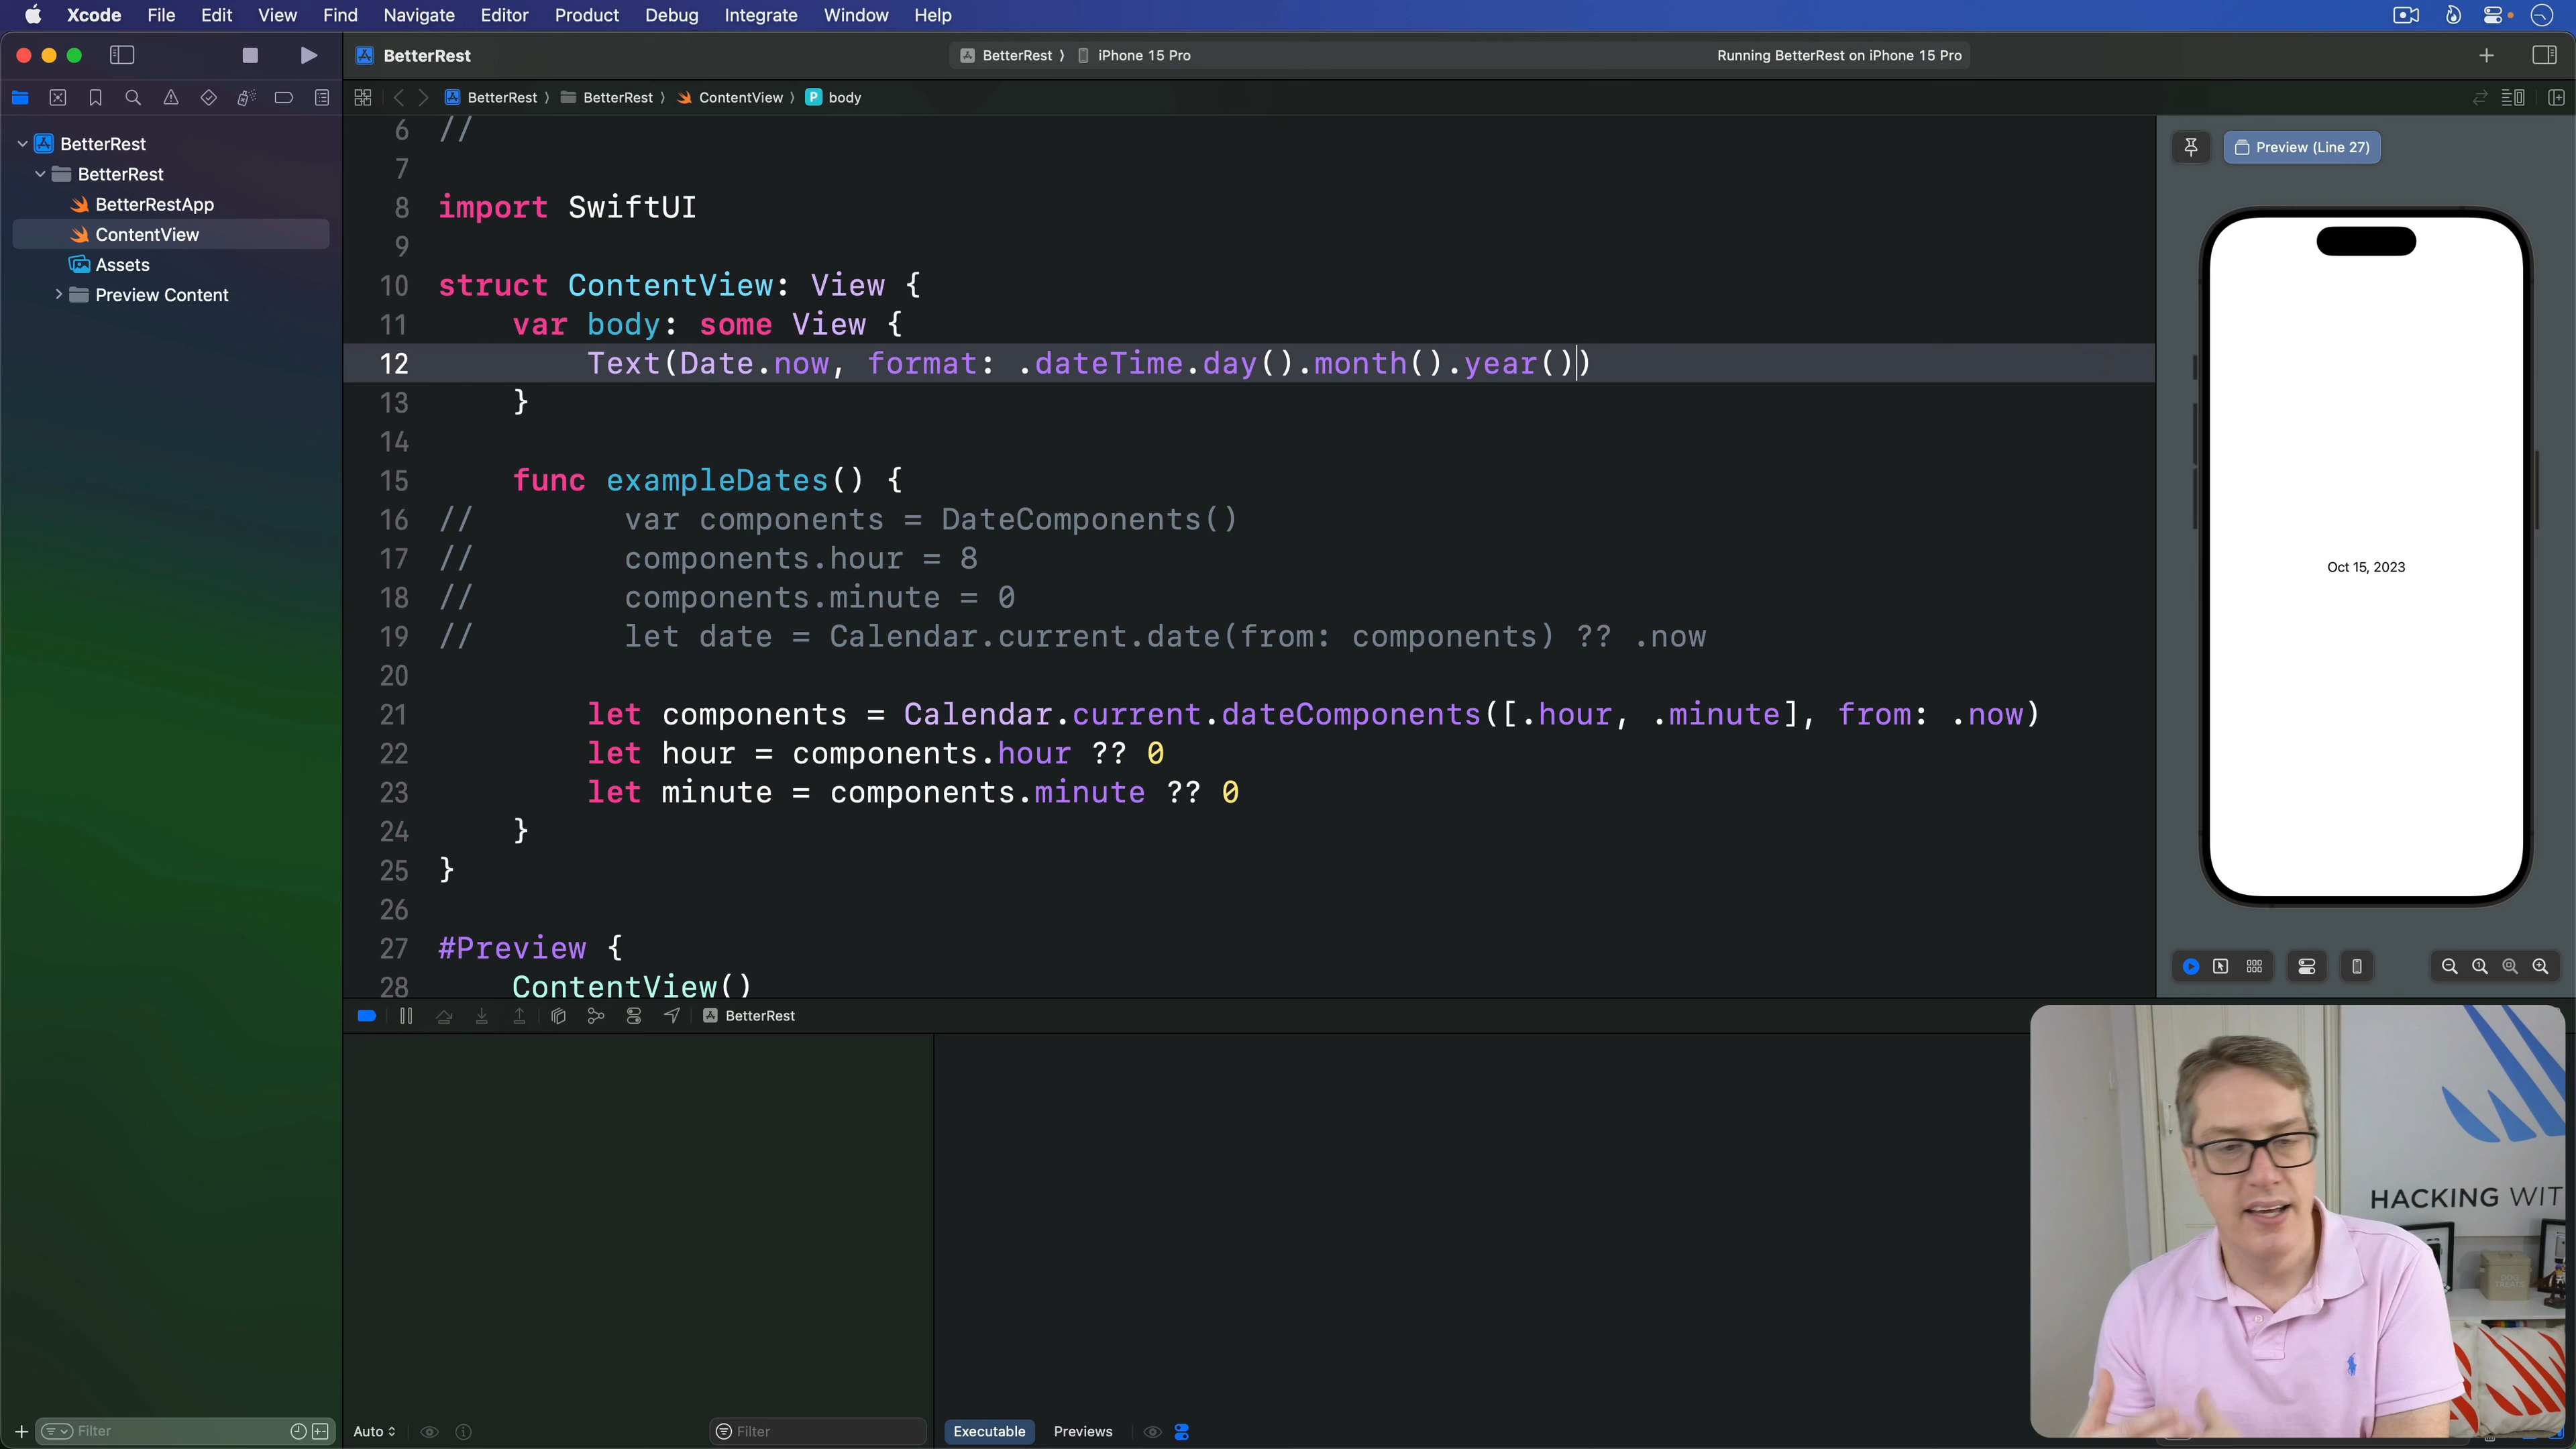 Xcode File Edit View Find Navigate Editor Product Debug Integrate Window Help
BetterRest
BetterRest 〉 iPhone 15 Pro
Running BetterRest on iPhone 15 Pro
BetterRest 〉 BetterRest 〉 ContentView 〉 P body
BetterRest
BetterRest
BetterRestApp
ContentView
Assets
Preview Content
6 //
7
8 import SwiftUI
9
10 struct ContentView: View {
11 var body: some View {
12 Text(Date.now, format: .dateTime.day().month().year())
13 }
14
15 func exampleDates() {
16 // var components = DateComponents()
17 // components.hour = 8
18 // components.minute = 0
19 // let date = Calendar.current.date(from: components) ?? .now
20
21 let components = Calendar.current.dateComponents([.hour, .minute], from: .now)
22 let hour = components.hour ?? 0
23 let minute = components.minute ?? 0
24 }
25 }
26
27 #Preview {
28 ContentView()
Preview (Line 27)
Oct 15, 2023
BetterRest
HACKING WIT
Filter
Auto
Filter
Executable Previews